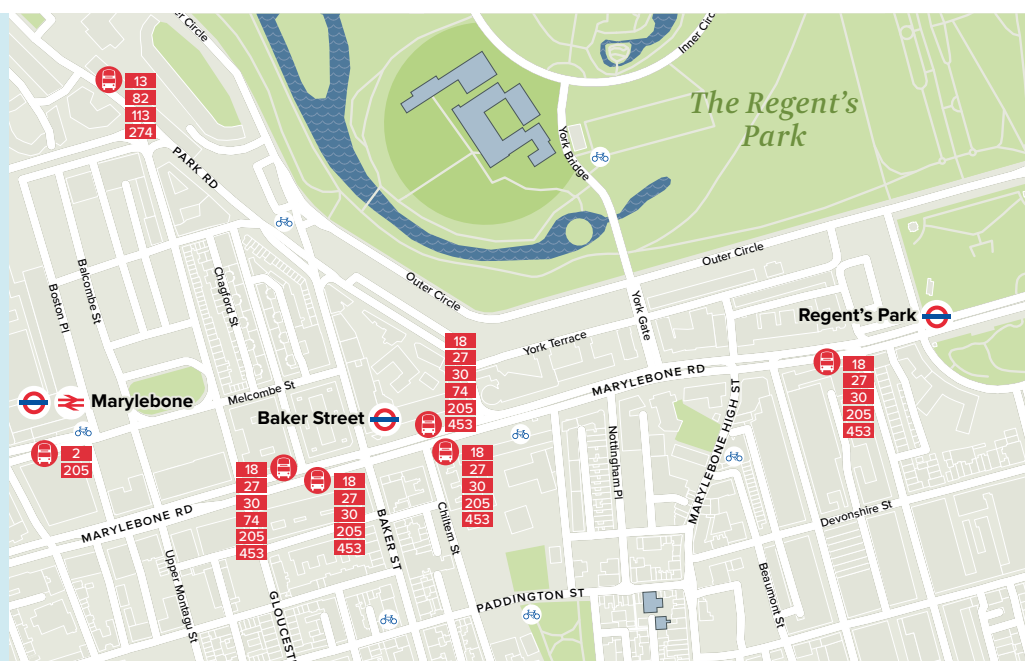 er Circle
Inner Circ
13
82
113
274
The Regent's
Park
York Bridge
PARK RD
Outer Circle
Outer Circle
Boston Pl
Balcombe St
Chagford St
York Gate
York Terrace
Regent's Park
18
27
30
74
205
453
MARYLEBONE RD
18
27
30
205
453
Melcombe St
Marylebone
Baker Street
MARYLEBONE HIGH ST
Nottingham Pl
2
205
18
27
30
74
205
453
18
27
30
205
453
18
27
30
205
453
MARYLEBONE RD
BAKER ST
Chiltern St
Devonshire St
Upper Montagu St
GLOUCEST
PADDINGTON ST
Beaumont St